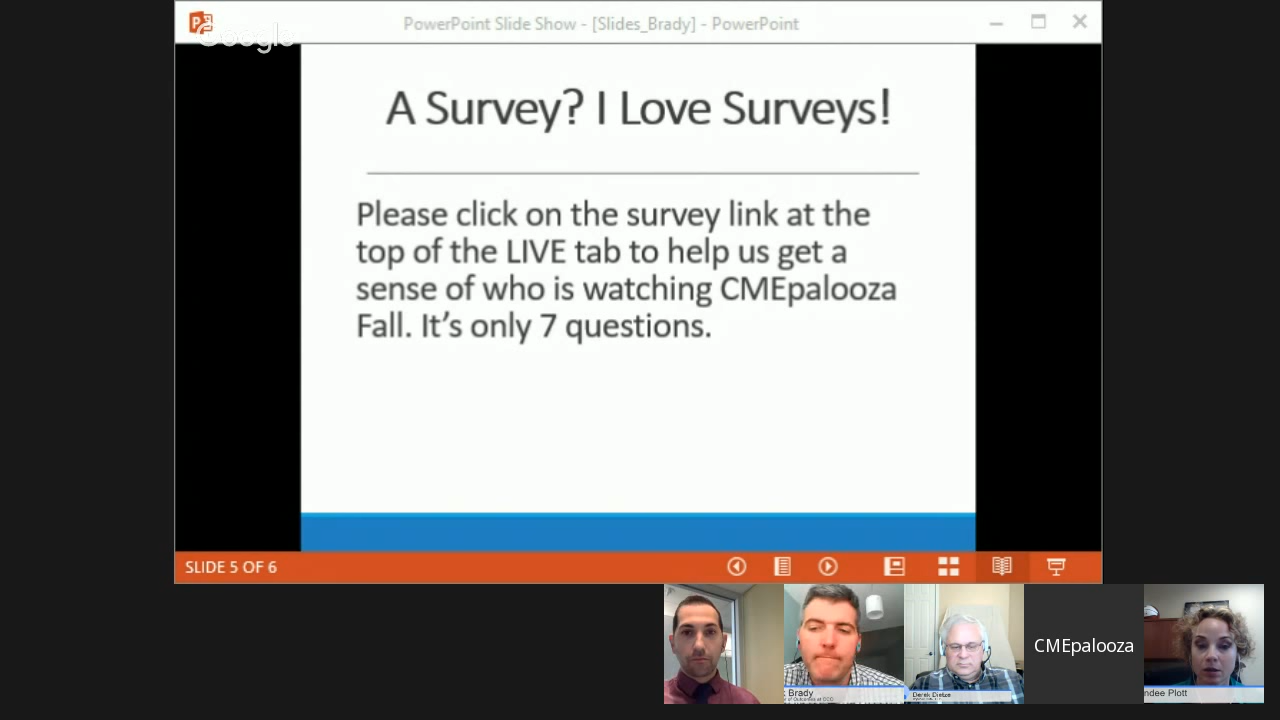 PowerPoint Slide Show - [Slides_Brady] - PowerPoint
Google
A Survey? I Love Surveys!
Please click on the survey link at the
top of the LIVE tab to help us get a
sense of who is watching CMEpalooza
Fall. It's only 7 questions.
SLIDE 5 OF 6
CMEpalooza
Brady
Derek Dietze
ndee Plott